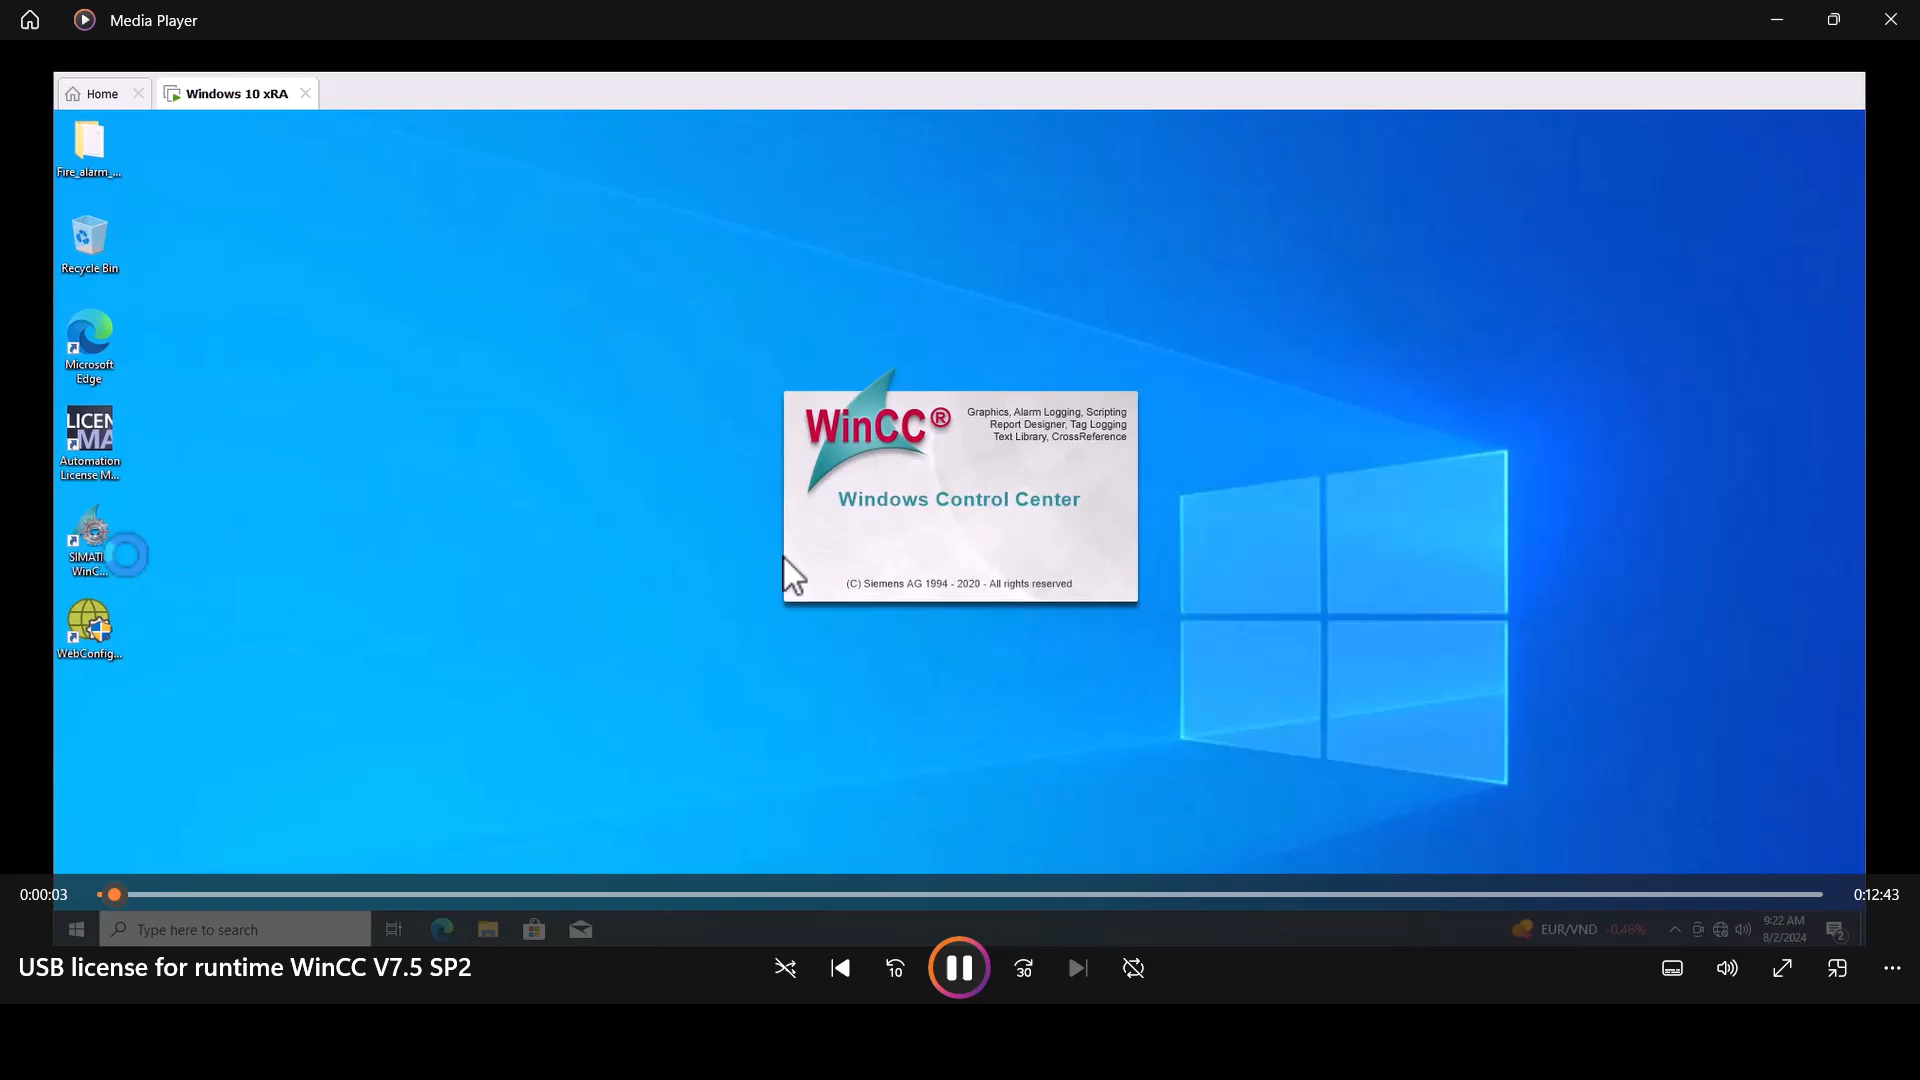 Media Player
Home
Windows 10 xRA
Fire_alarm_...
Recycle Bin
Microsoft
Edge
LICEN
MA
Automation
License M...
SIMATI
WinC...
WebConfig...
WinCC®
Graphics, Alarm Logging, Scripting
Report Designer, Tag Logging
Text Library, CrossReference
Windows Control Center
(C) Siemens AG 1994 - 2020 - All rights reserved
0:00:03
0:12:43
Type here to search
EUR/VND -0.46%
9:22 AM
8/2/2024
2
USB license for runtime WinCC V7.5 SP2
10
30